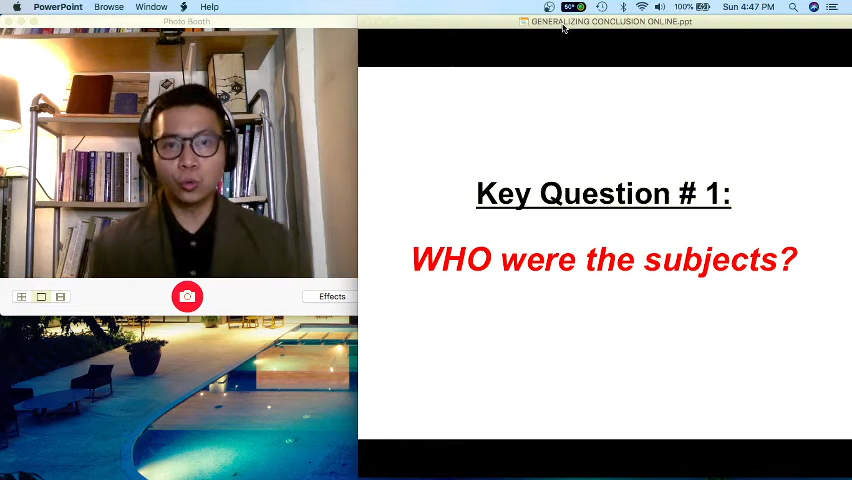 PowerPoint Browse Window Help
50°
100%
Sun 4:47 PM
Photo Booth
GENERALIZING CONCLUSION ONLINE.ppt
Key Question # 1:
WHO were the subjects?
Effects